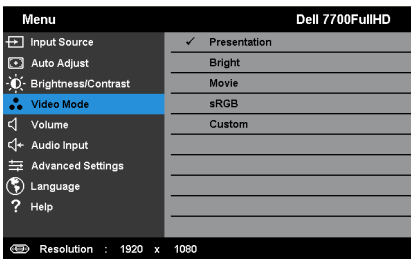 Menu Dell 7700FullHD
Input Source ✓ Presentation
Auto Adjust Bright
Brightness/Contrast Movie
Video Mode sRGB
Volume Custom
Audio Input
Advanced Settings
Language
? Help
Resolution : 1920 x 1080